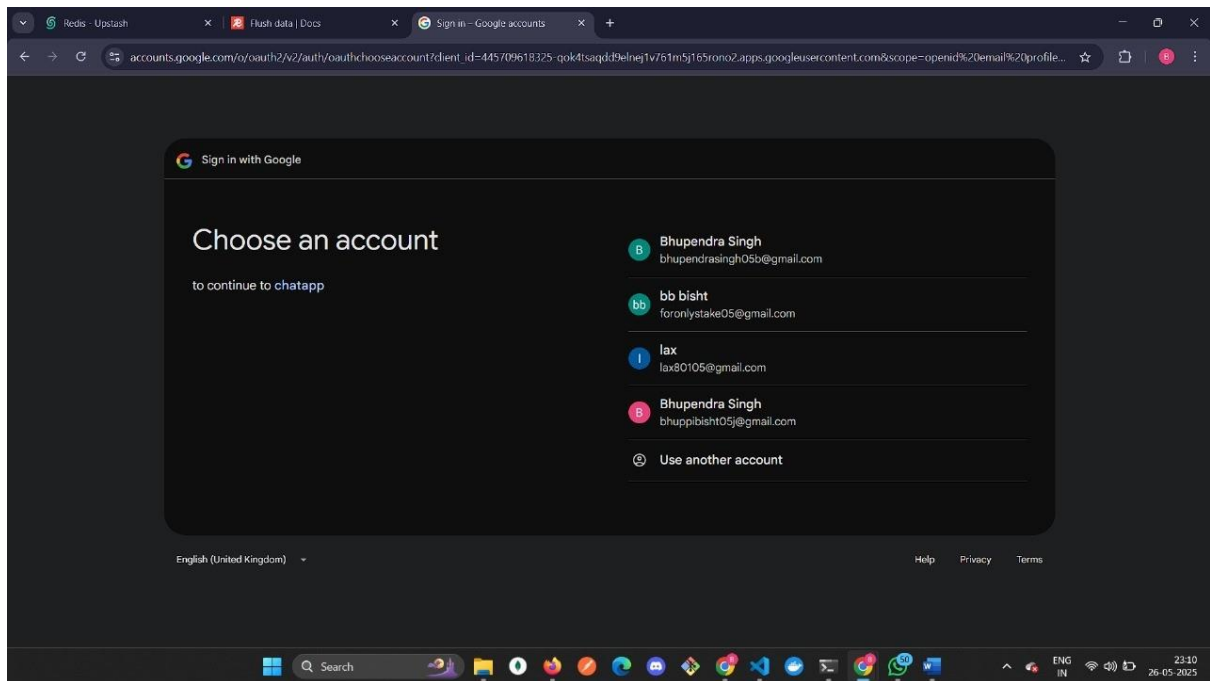 Redis - Upstash
Flush data | Docs
Sign in – Google accounts
accounts.google.com/o/oauth2/v2/auth/oauthchooseaccount?client_id=445709618325-qok4tsaqdd9elnej1v761m5j165rono2.apps.googleusercontent.com&scope=openid%20email%20profile...
B
Sign in with Google
Choose an account
to continue to chatapp
B
Bhupendra Singh
bhupendrasingh05b@gmail.com
bb
bb bisht
foronlystake05@gmail.com
l
lax
lax80105@gmail.com
B
Bhupendra Singh
bhuppibisht05j@gmail.com
Use another account
English (United Kingdom)
Help
Privacy
Terms
Search
50
ENG
IN
23:10
26-05-2025